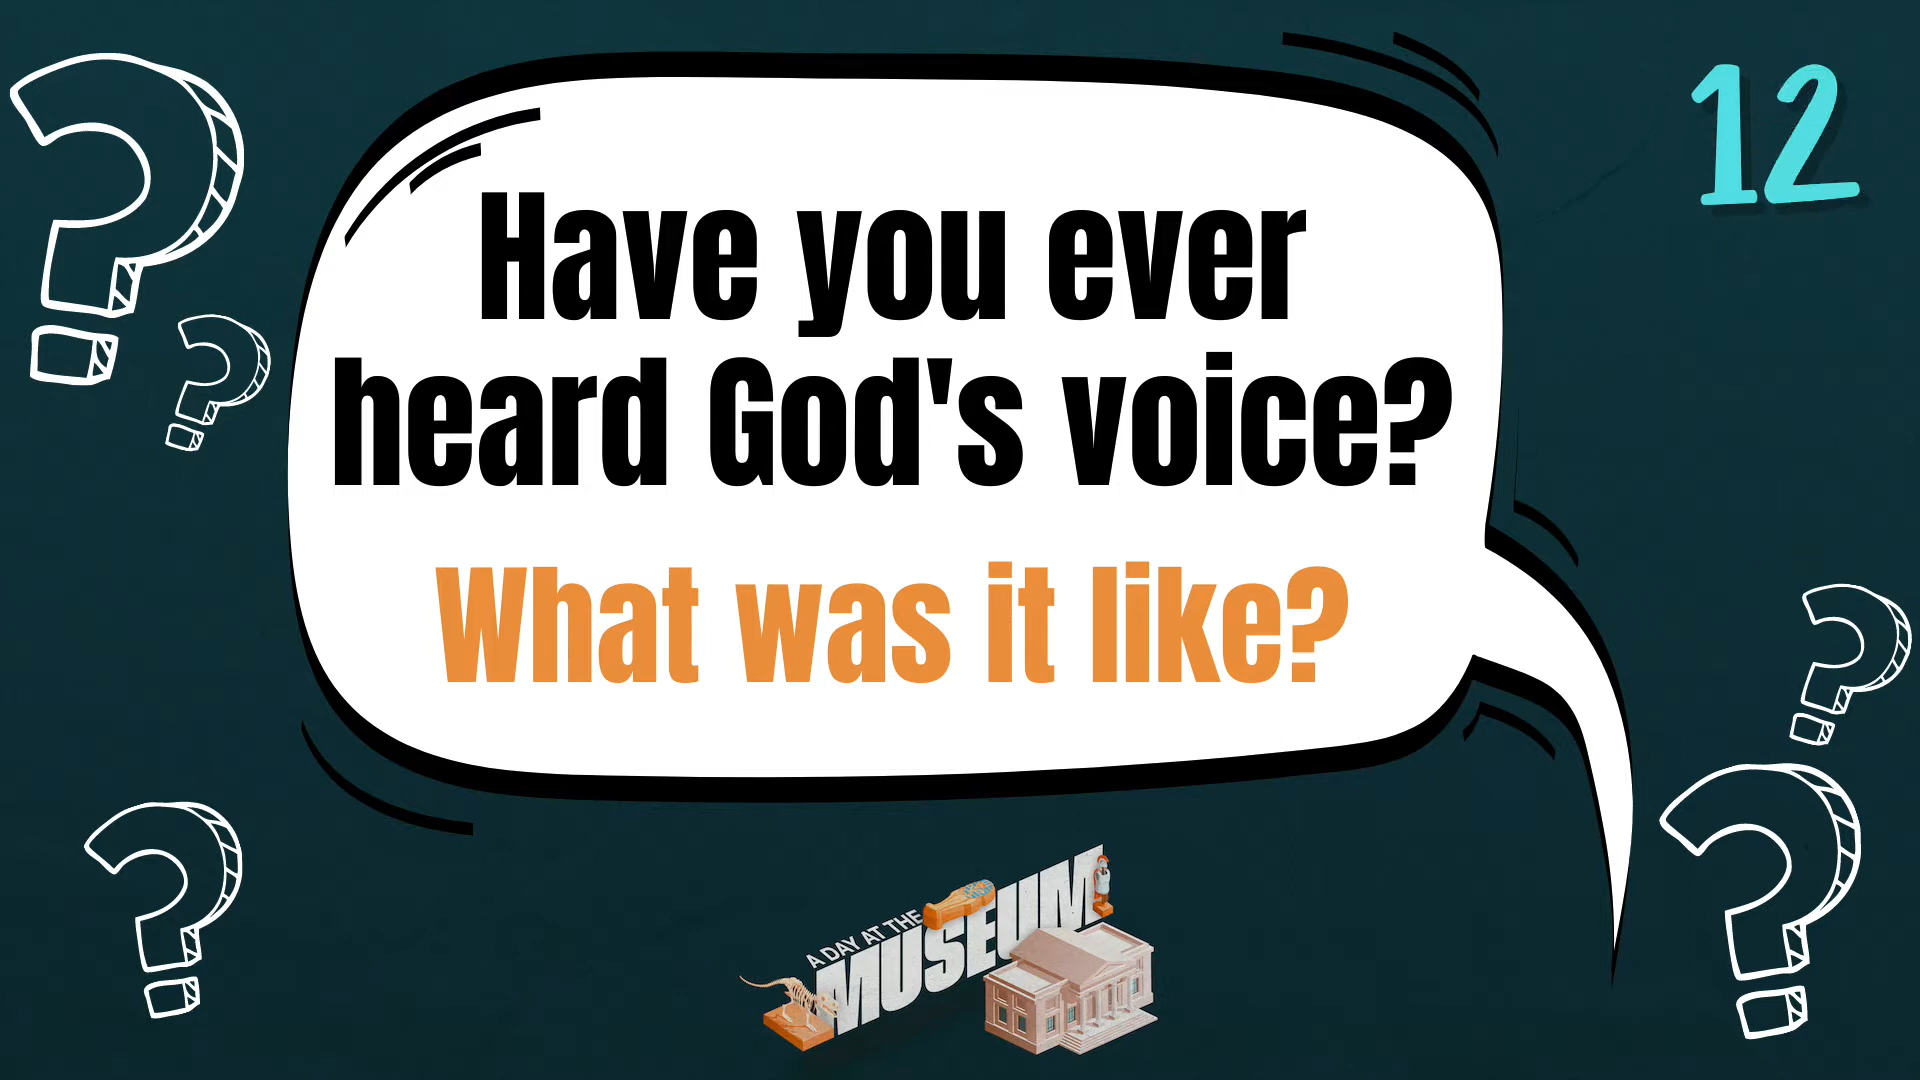 12
Have you ever
heard God's voice?
What was it like?
A DAY AT THE
MUSEUM